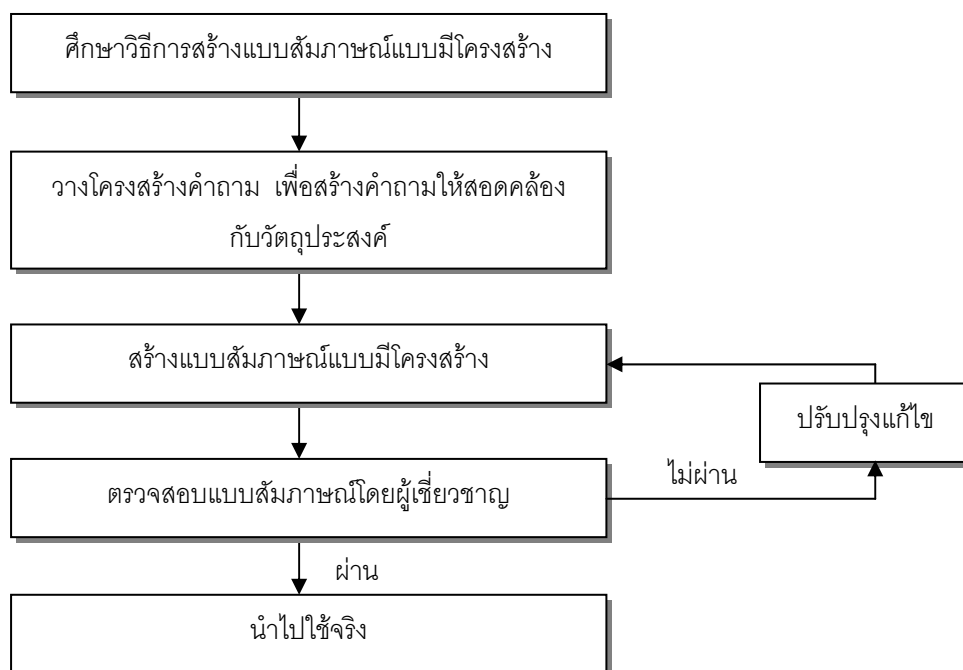 ศึกษาวิธีการสร้างแบบสัมภาษณ์แบบมีโครงสร้าง
วางโครงสร้างคำถาม เพื่อสร้างคำถามให้สอดคล้อง
กับวัตถุประสงค์
สร้างแบบสัมภาษณ์แบบมีโครงสร้าง
ปรับปรุงแก้ไข
ไม่ผ่าน
ตรวจสอบแบบสัมภาษณ์โดยผู้เชี่ยวชาญ
ผ่าน
นำไปใช้จริง